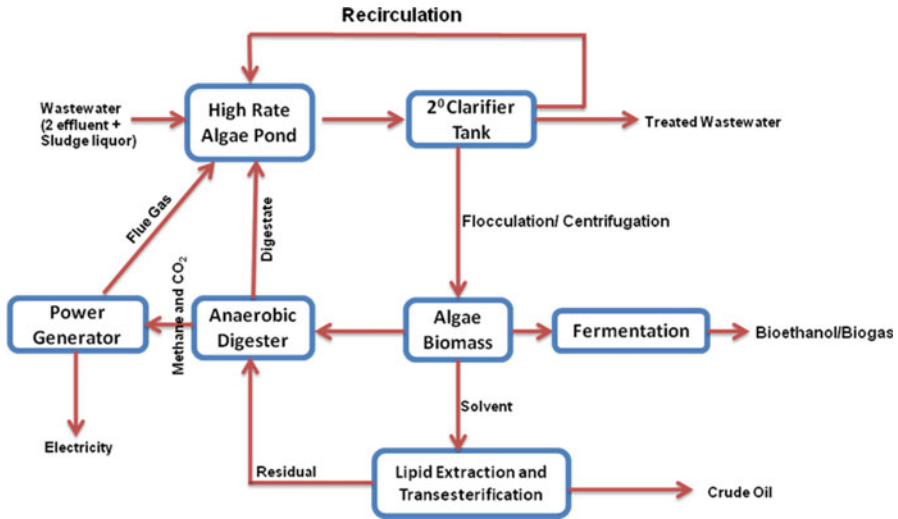 Recirculation
Wastewater
(2 effluent +
Sludge liquor)
High Rate
Algae Pond
2⁰ Clarifier
Tank
Treated Wastewater
Flue Gas
Digestate
Flocculation/ Centrifugation
Power
Generator
Methane and CO₂
Anaerobic
Digester
Algae
Biomass
Fermentation
Bioethanol/Biogas
Solvent
Electricity
Residual
Lipid Extraction and
Transesterification
Crude Oil